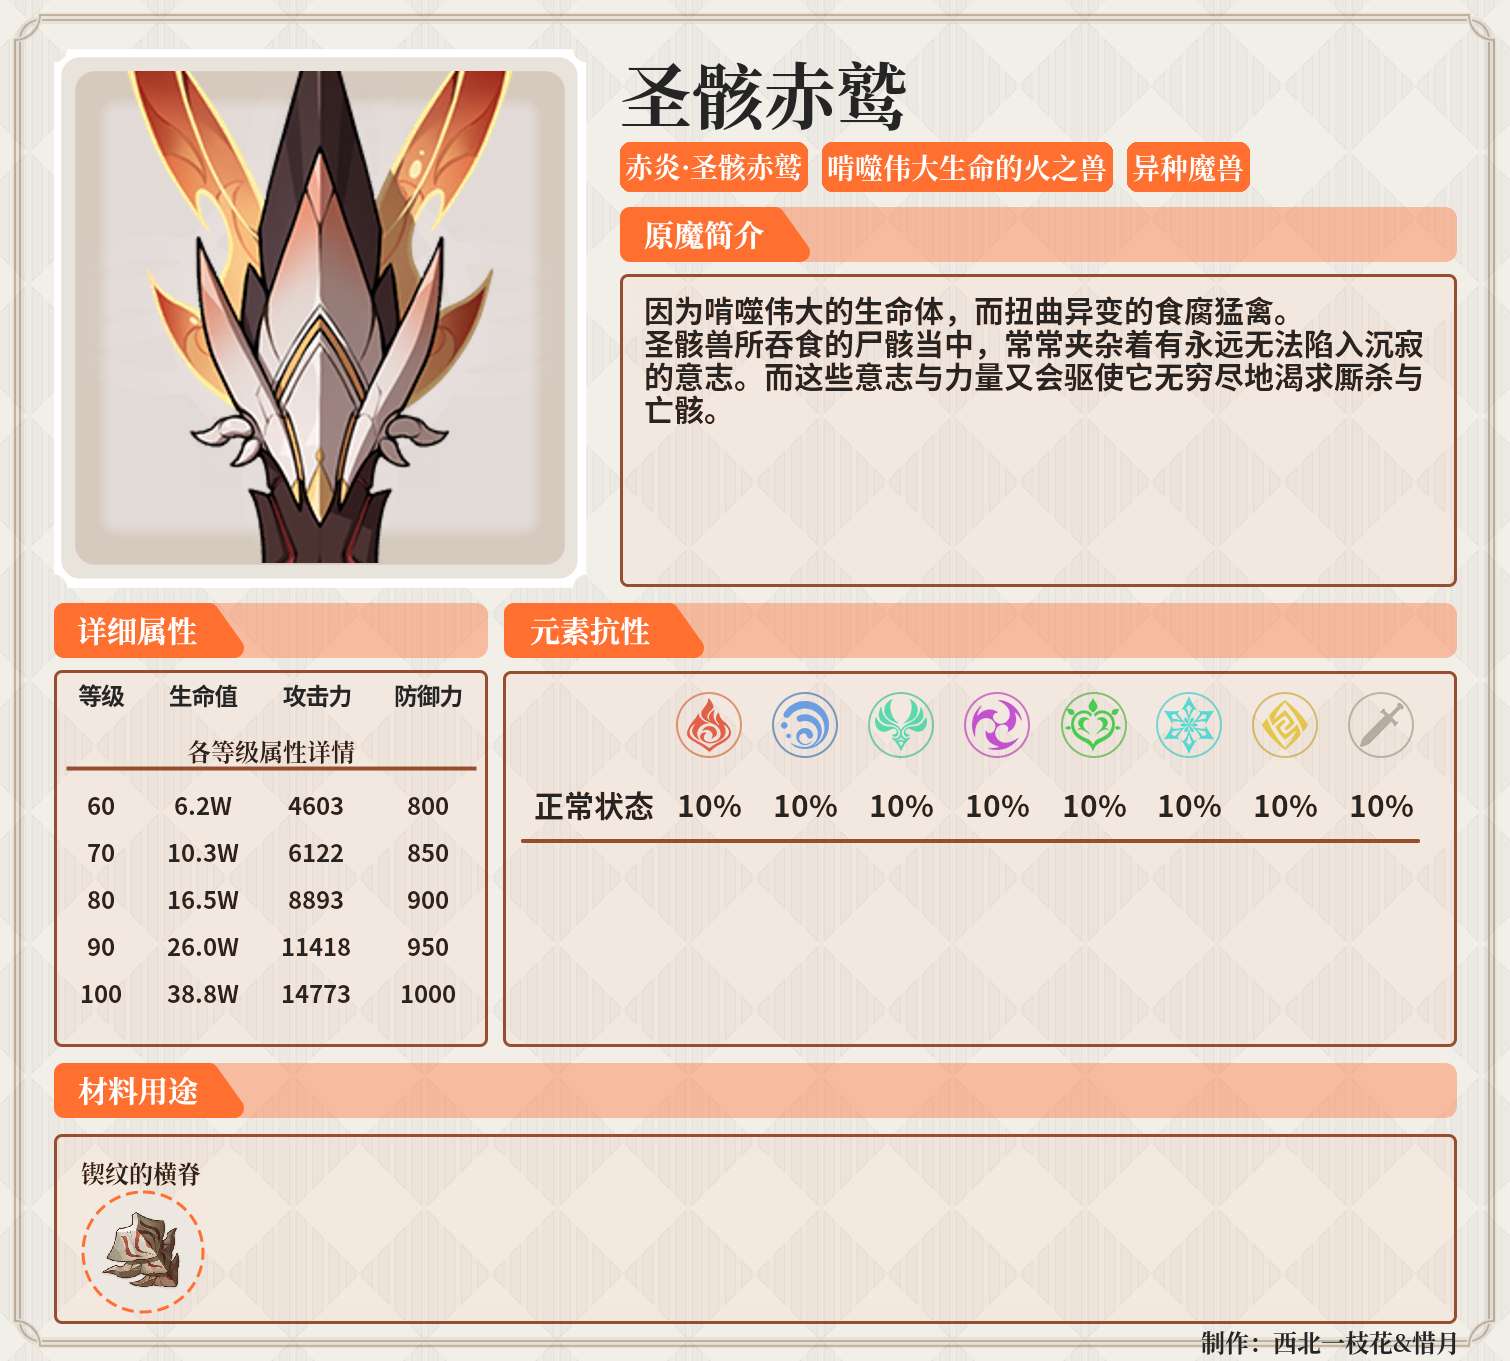 圣骸赤鹫
赤炎·圣骸赤鹫 啃噬伟大生命的火之兽 异种魔兽
原魔简介
因为啃噬伟大的生命体，而扭曲异变的食腐猛禽。
圣骸兽所吞食的尸骸当中，常常夹杂着有永远无法陷入沉寂
的意志。而这些意志与力量又会驱使它无穷尽地渴求厮杀与
亡骸。
详细属性
等级 生命值 攻击力 防御力
各等级属性详情
60 6.2W 4603 800
70 10.3W 6122 850
80 16.5W 8893 900
90 26.0W 11418 950
100 38.8W 14773 1000
元素抗性
正常状态 10% 10% 10% 10% 10% 10% 10% 10%
材料用途
锲纹的横脊
制作：西北一枝花&惜月